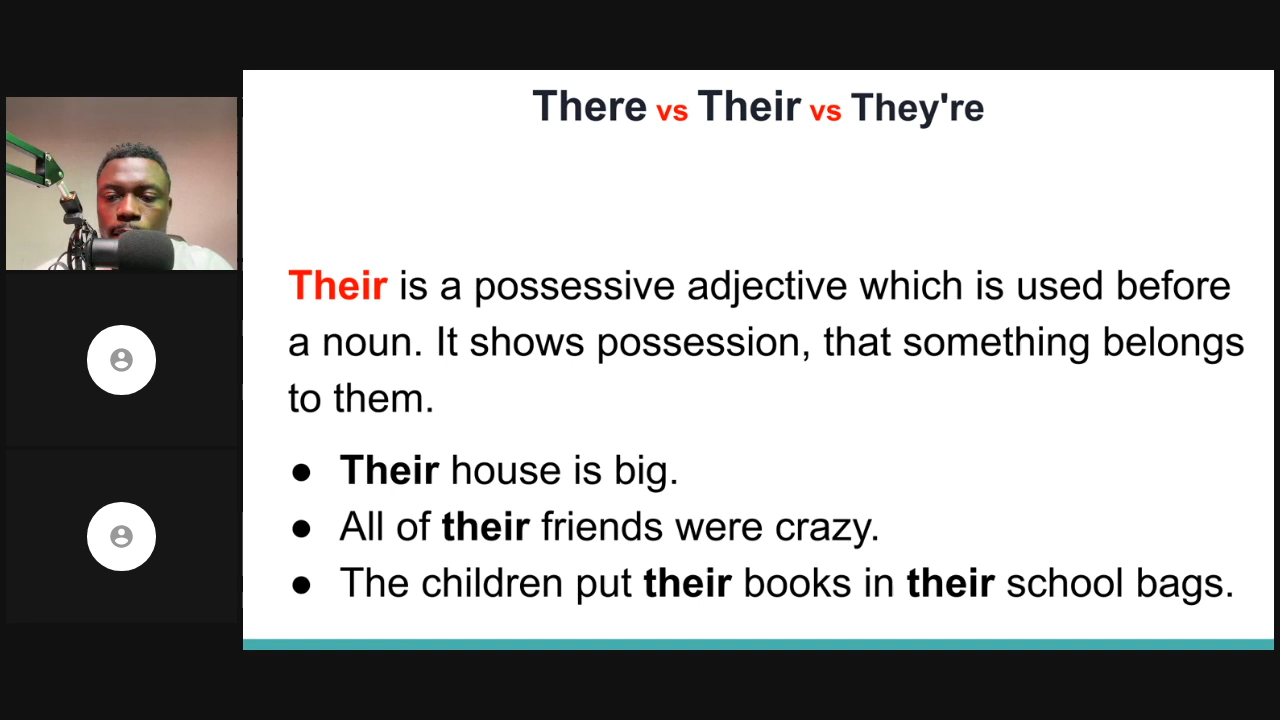 There vs Their vs They're
Their is a possessive adjective which is used before
a noun. It shows possession, that something belongs
to them.
● Their house is big.
● All of their friends were crazy.
● The children put their books in their school bags.